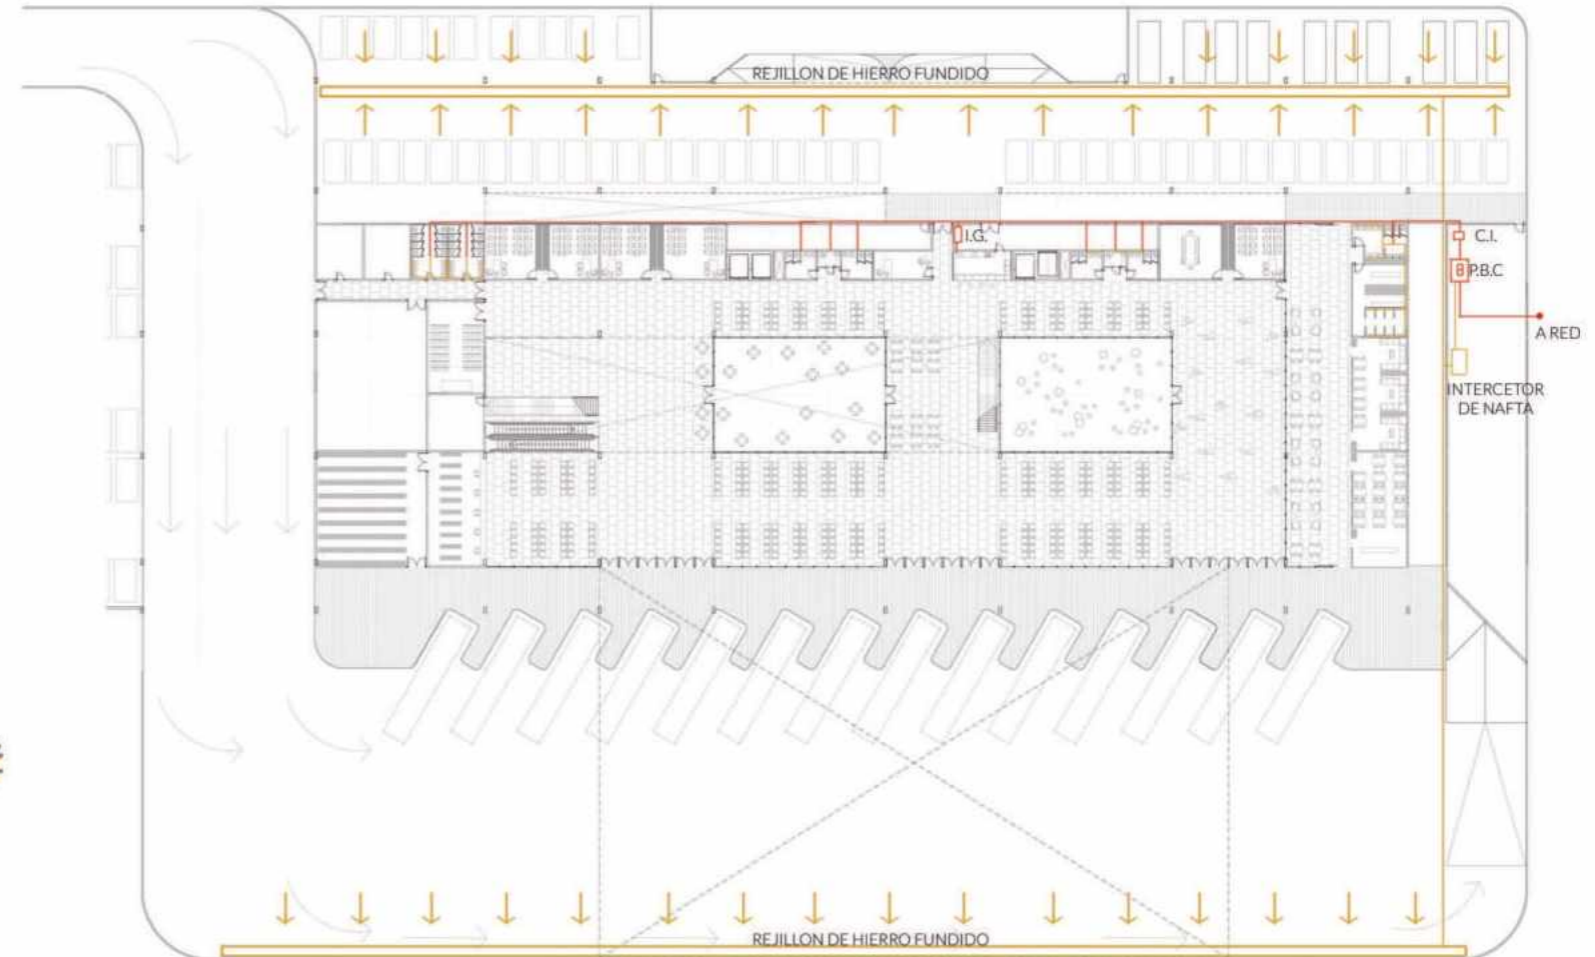 REJILLON DE HIERRO FUNDIDO
I.G.
C.I.
P.B.C
A RED
INTERCETOR
DE NAFTA
REJILLON DE HIERRO FUNDIDO